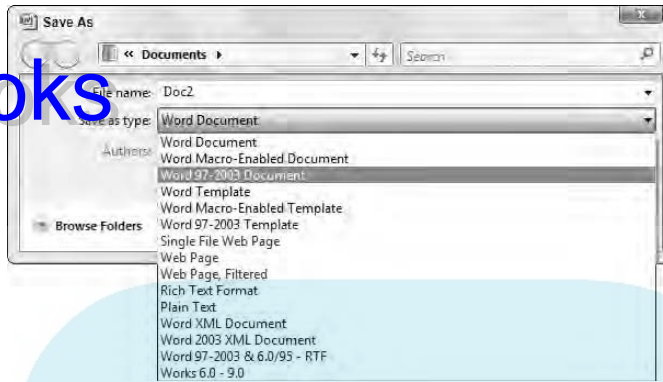 Save As
« Documents
Search
oks
File name: Doc2
Save as type: Word Document
Authors:
Word Document
Word Macro-Enabled Document
Word 97-2003 Document
Word Template
Word Macro-Enabled Template
Browse Folders
Word 97-2003 Template
Single File Web Page
Web Page
Web Page, Filtered
Rich Text Format
Plain Text
Word XML Document
Word 2003 XML Document
Word 97-2003 & 6.0/95 - RTF
Works 6.0 - 9.0